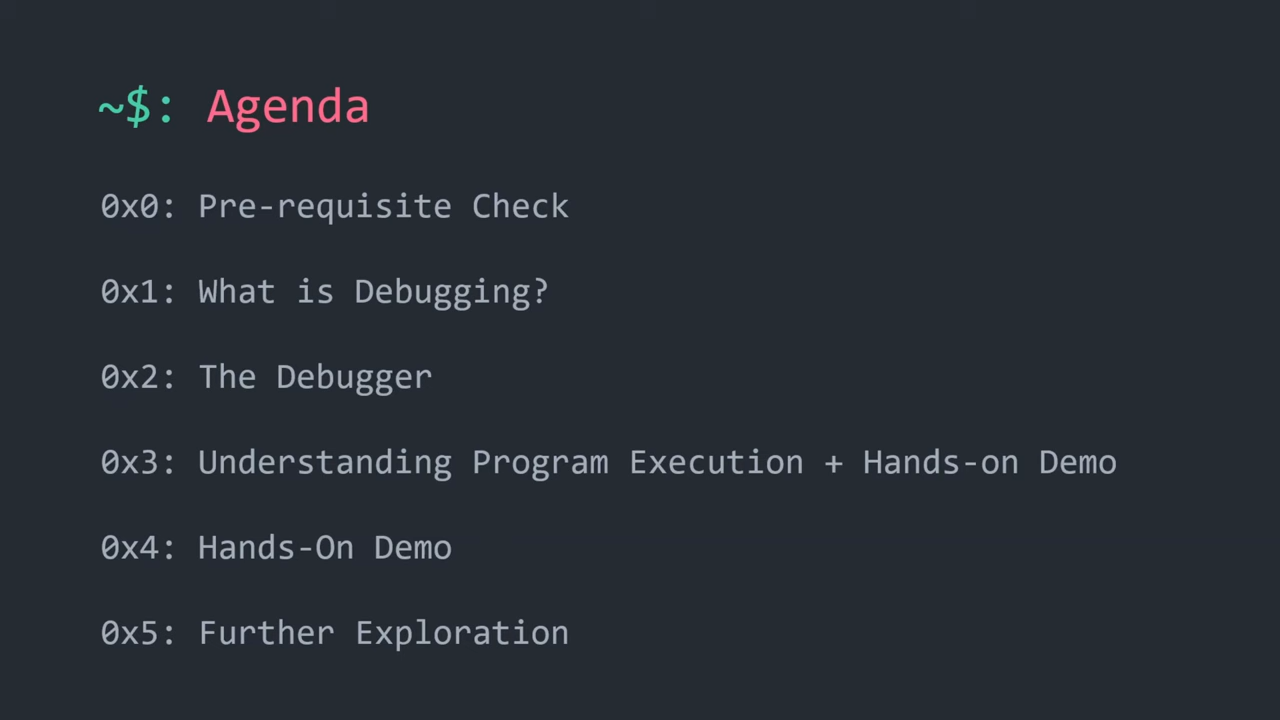 ~$: Agenda
0x0: Pre-requisite Check
0x1: What is Debugging?
0x2: The Debugger
0x3: Understanding Program Execution + Hands-on Demo
0x4: Hands-On Demo
0x5: Further Exploration